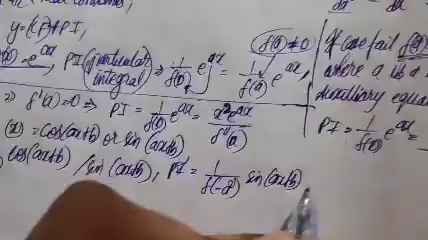 y = (CF) + PI,
= e^{ax}, PI (particular integral) ⇒ 1/f(D) e^{ax} = 1/f(a) e^{ax}, f(a) ≠ 0
⇒ f'(a) = 0 ⇒ PI = 1/f(D) e^{ax} = x²e^{ax}/f''(a)
(x) = cos(ax+b) or sin(ax+b)
cos(ax+b) / sin(ax+b), PI = 1/f(-a²) sin(ax+b)
If case fail f(a)
where a is a
auxiliary equa
PI = 1/f(D) e^{ax} =